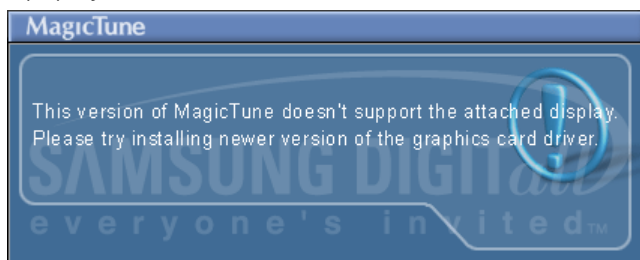 MagicTune
This version of MagicTune doesn't support the attached display.
Please try installing newer version of the graphics card driver.
SAMSUNG DIGITall
everyone's invited™